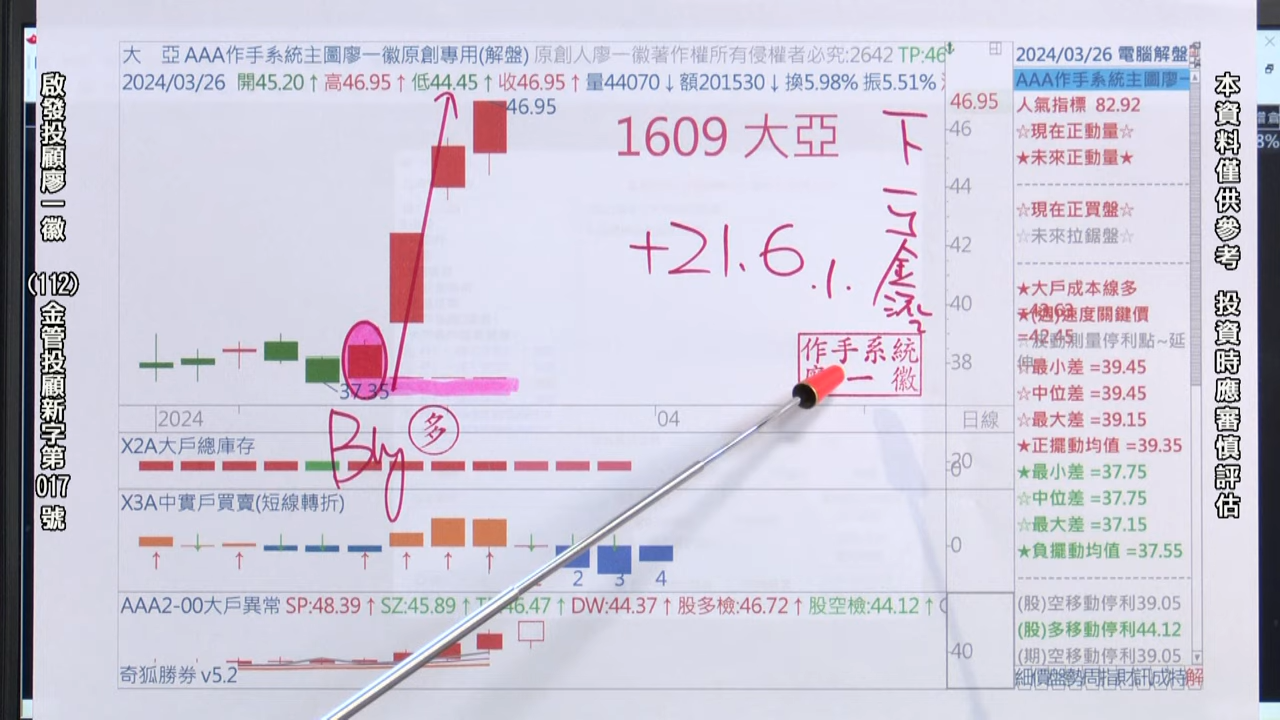 啟發投顧廖一徽 (112)金管投顧新字第017號
大 亞 AAA作手系統主圖廖一徽原創專用(解盤) 原創人廖一徽著作權所有侵權者必究:2642 TP:46
2024/03/26 開45.20↑高46.95↑低44.45↑收46.95↑量44070↓額201530↓換5.98%振5.51%
46.95
1609 大亞
+21.6
下
一
金
流
作手系統
一徽
37.35
Buy 多
46.95
46
44
42
40
38
2024
04
日線
X2A大戶總庫存
20
X3A中實戶買賣(短線轉折)
0
2 3 4
AAA2-00大戶異常 SP:48.39↑SZ:45.89↑ 46.47↑DW:44.37↑股多檢:46.72↑股空檢:44.12↑
40
奇狐勝券 v5.2
2024/03/26 電腦解盤
AAA作手系統主圖廖一
人氣指標 82.92
☆現在正動量☆
★未來正動量★
☆現在正買盤☆
☆未來拉鋸盤☆
★大戶成本線多
★(週)速度關鍵價
=42.45
☆波動測量停利點~延
☆最小差 =39.45
☆中位差 =39.45
☆最大差 =39.15
★正擺動均值 =39.35
★最小差 =37.75
☆中位差 =37.75
☆最大差 =37.15
★負擺動均值 =37.55
(股)空移動停利39.05
(股)多移動停利44.12
(期)空移動停利39.05
本資料僅供參考 投資時應審慎評估